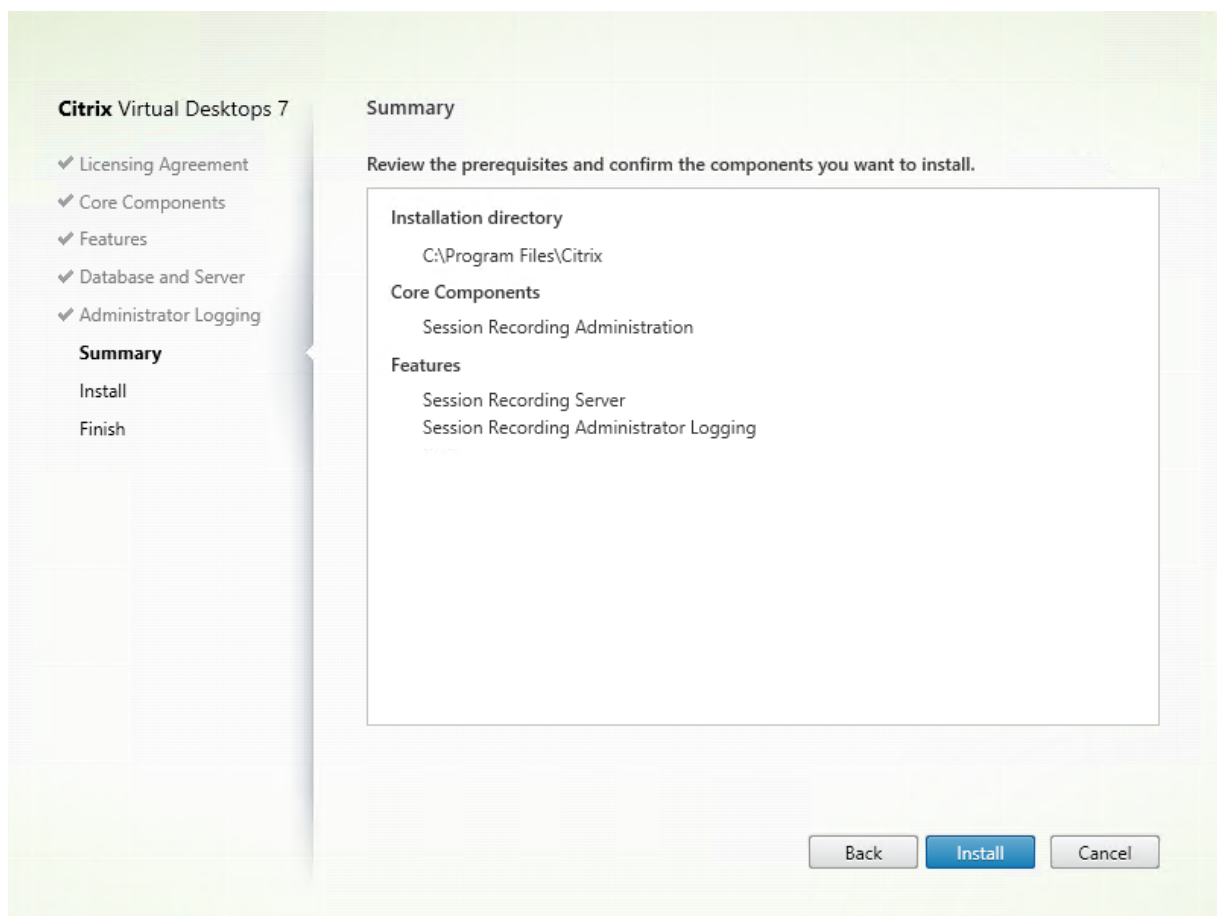 Citrix Virtual Desktops 7
Licensing Agreement
Core Components
Features
Database and Server
Administrator Logging
Summary
Install
Finish
Summary
Review the prerequisites and confirm the components you want to install.
Installation directory
C:\Program Files\Citrix
Core Components
Session Recording Administration
Features
Session Recording Server
Session Recording Administrator Logging
Back
Install
Cancel